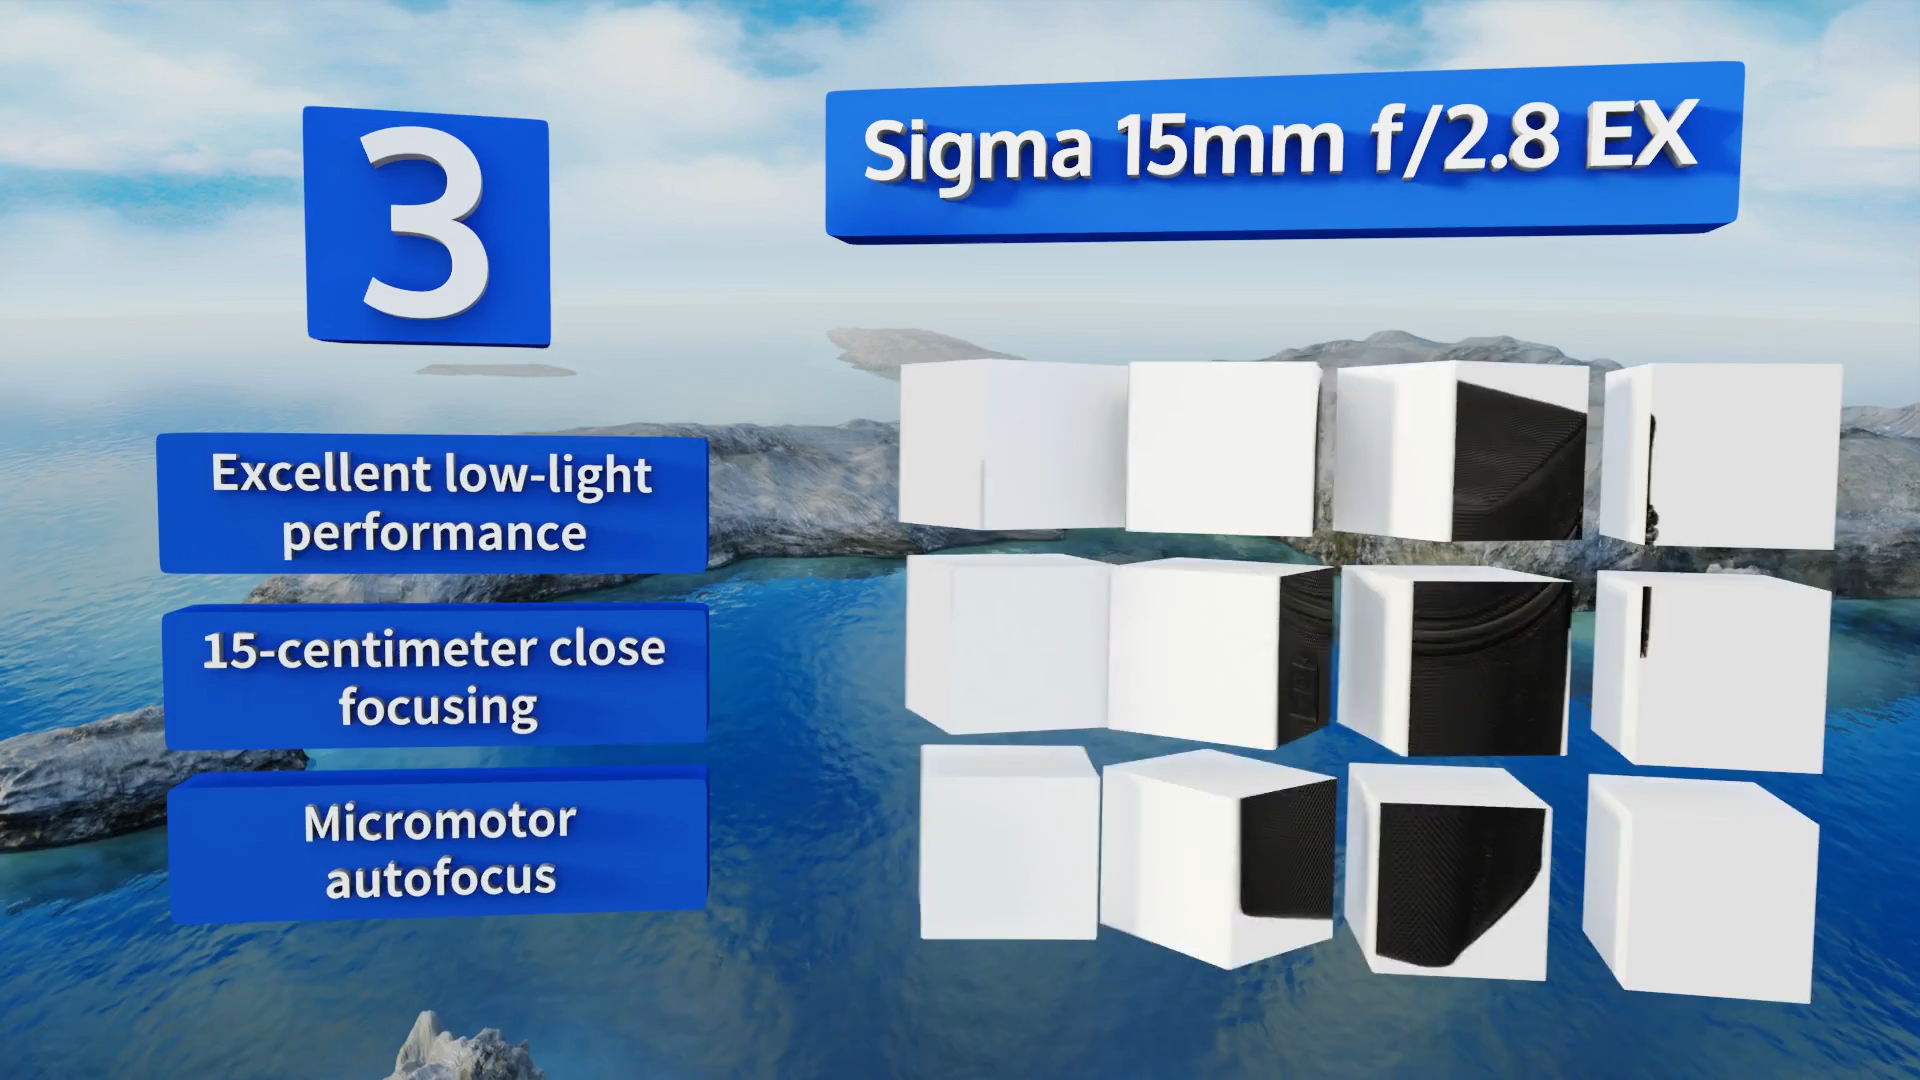 3
Sigma 15mm f/2.8 EX
Excellent low-light
performance
15-centimeter close
focusing
Micromotor
autofocus